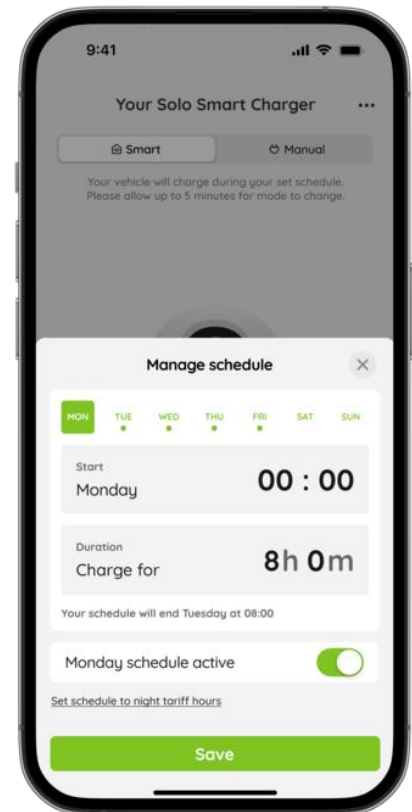 9:41
Your Solo Smart Charger ...
Smart Manual
Your vehicle will charge during your set schedule.
Please allow up to 5 minutes for mode to change.
Manage schedule
MON TUE WED THU FRI SAT SUN
Start
Monday 00 : 00
Duration
Charge for 8h 0m
Your schedule will end Tuesday at 08:00
Monday schedule active
Set schedule to night tariff hours
Save